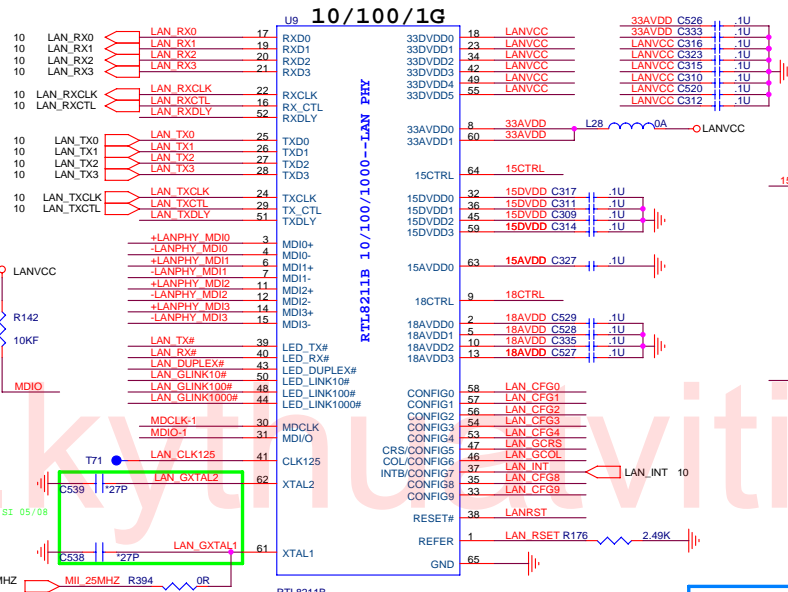 10/100/1G
U9
10 LAN_RX0 LAN_RX0 17 RXD0
10 LAN_RX1 LAN_RX1 19 RXD1
10 LAN_RX2 LAN_RX2 20 RXD2
10 LAN_RX3 LAN_RX3 21 RXD3
10 LAN_RXCLK LAN_RXCLK 22 RXCLK
10 LAN_RXCTL LAN_RXCTL 16 RX_CTL
LAN_RXDLY 52 RXDLY
10 LAN_TX0 LAN_TX0 25 TXD0
10 LAN_TX1 LAN_TX1 26 TXD1
10 LAN_TX2 LAN_TX2 27 TXD2
10 LAN_TX3 LAN_TX3 28 TXD3
10 LAN_TXCLK LAN_TXCLK 24 TXCLK
10 LAN_TXCTL LAN_TXCTL 29 TX_CTL
LAN_TXDLY 51 TXDLY
+LANPHY_MDI0 3 MDI0+
-LANPHY_MDI0 4 MDI0-
+LANPHY_MDI1 6 MDI1+
-LANPHY_MDI1 7 MDI1-
+LANPHY_MDI2 11 MDI2+
-LANPHY_MDI2 12 MDI2-
+LANPHY_MDI3 14 MDI3+
-LANPHY_MDI3 15 MDI3-
LANVCC
R142
10KF
MDIO
LAN_TX# 39 LED_TX#
LAN_RX# 40 LED_RX#
LAN_DUPLEX# 43 LED_DUPLEX#
LAN_GLINK10# 50 LED_LINK10#
LAN_GLINK100# 48 LED_LINK100#
LAN_GLINK1000# 44 LED_LINK1000#
MDCLK-1 30 MDCLK
MDIO-1 31 MDI/O
T71 LAN_CLK125 41 CLK125
C539 *27P LAN_GXTAL2 62 XTAL2
SI 05/08
C538 *27P LAN_GXTAL1 61 XTAL1
MHZ MII_25MHZ R394 0R
RTL8211B
RTL8211B 10/100/1000--LAN PHY
33DVDD0 18 LANVCC
33DVDD1 23 LANVCC
33DVDD2 34 LANVCC
33DVDD3 42 LANVCC
33DVDD4 49 LANVCC
33DVDD5 55 LANVCC
33AVDD C526 .1U
33AVDD C333 .1U
LANVCC C316 .1U
LANVCC C323 .1U
LANVCC C315 .1U
LANVCC C310 .1U
LANVCC C520 .1U
LANVCC C312 .1U
33AVDD0 8 33AVDD L28 0A LANVCC
33AVDD1 60 33AVDD
15CTRL 64 15CTRL
15DVDD0 32 15DVDD C317 .1U
15DVDD1 36 15DVDD C311 .1U
15DVDD2 45 15DVDD C309 .1U
15DVDD3 59 15DVDD C314 .1U
15
15AVDD0 63 15AVDD C327 .1U
18CTRL 9 18CTRL
18AVDD0 2 18AVDD C529 .1U
18AVDD1 5 18AVDD C528 .1U
18AVDD2 10 18AVDD C335 .1U
18AVDD3 13 18AVDD C527 .1U
CONFIG0 58 LAN_CFG0
CONFIG1 57 LAN_CFG1
CONFIG2 56 LAN_CFG2
CONFIG3 54 LAN_CFG3
CONFIG4 53 LAN_CFG4
CRS/CONFIG5 47 LAN_GCRS
COL/CONFIG6 46 LAN_GCOL
INTB/CONFIG7 37 LAN_INT LAN_INT 10
CONFIG8 35 LAN_CFG8
CONFIG9 33 LAN_CFG9
RESET# 38 LANRST
REFER 1 LAN_RSET R176 2.49K
GND 65
.kythuatviti